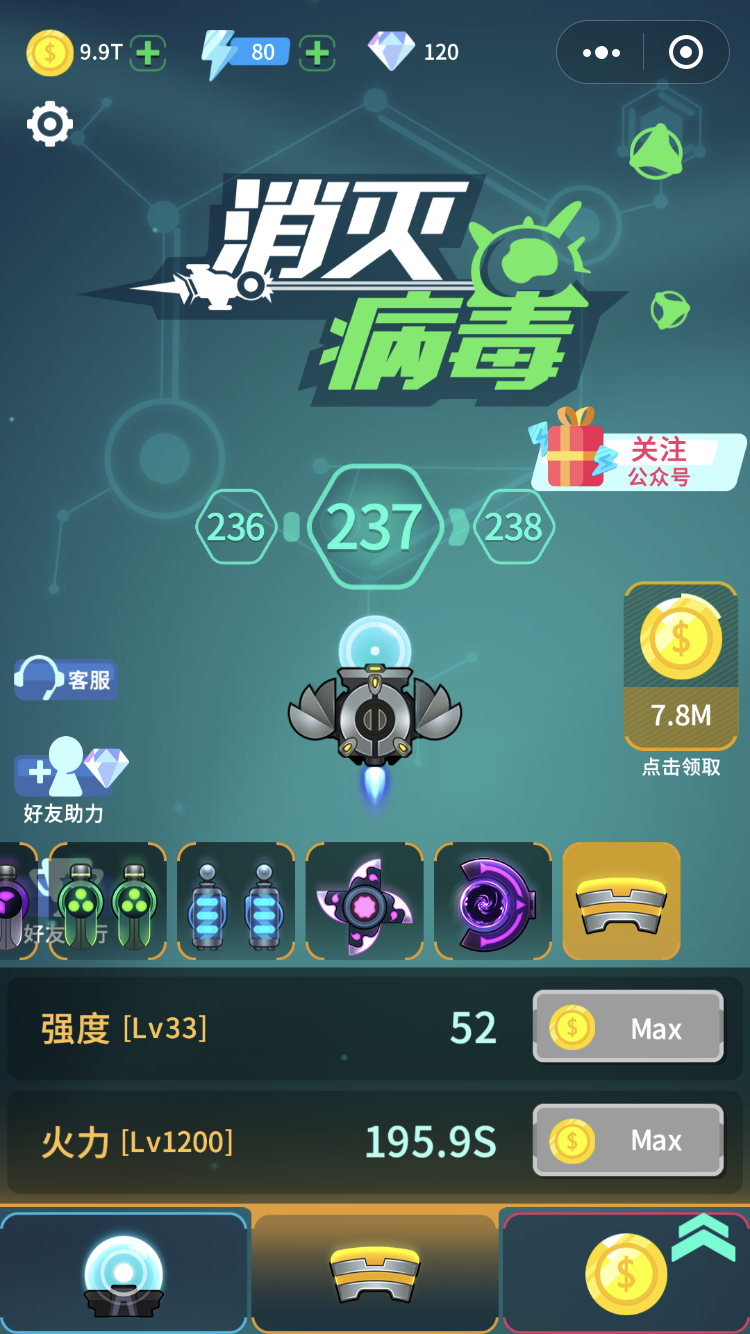 9.9T
80
120
消灭
病毒
关注
公众号
236
237
238
客服
7.8M
点击领取
好友助力
好友 行
强度 [Lv33]
52
Max
火力 [Lv1200]
195.9S
Max